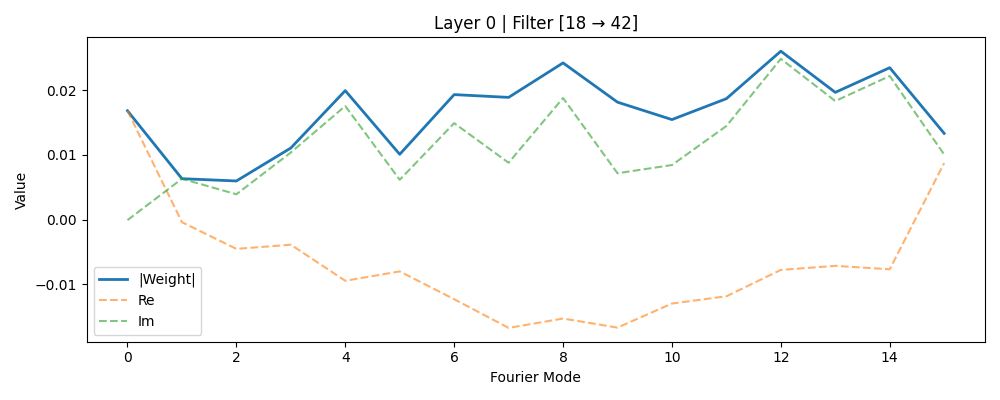 Layer 0 | Filter [18 → 42]
Value
0.02
0.01
0.00
−0.01
|Weight|
Re
Im
0 2 4 6 8 10 12 14
Fourier Mode